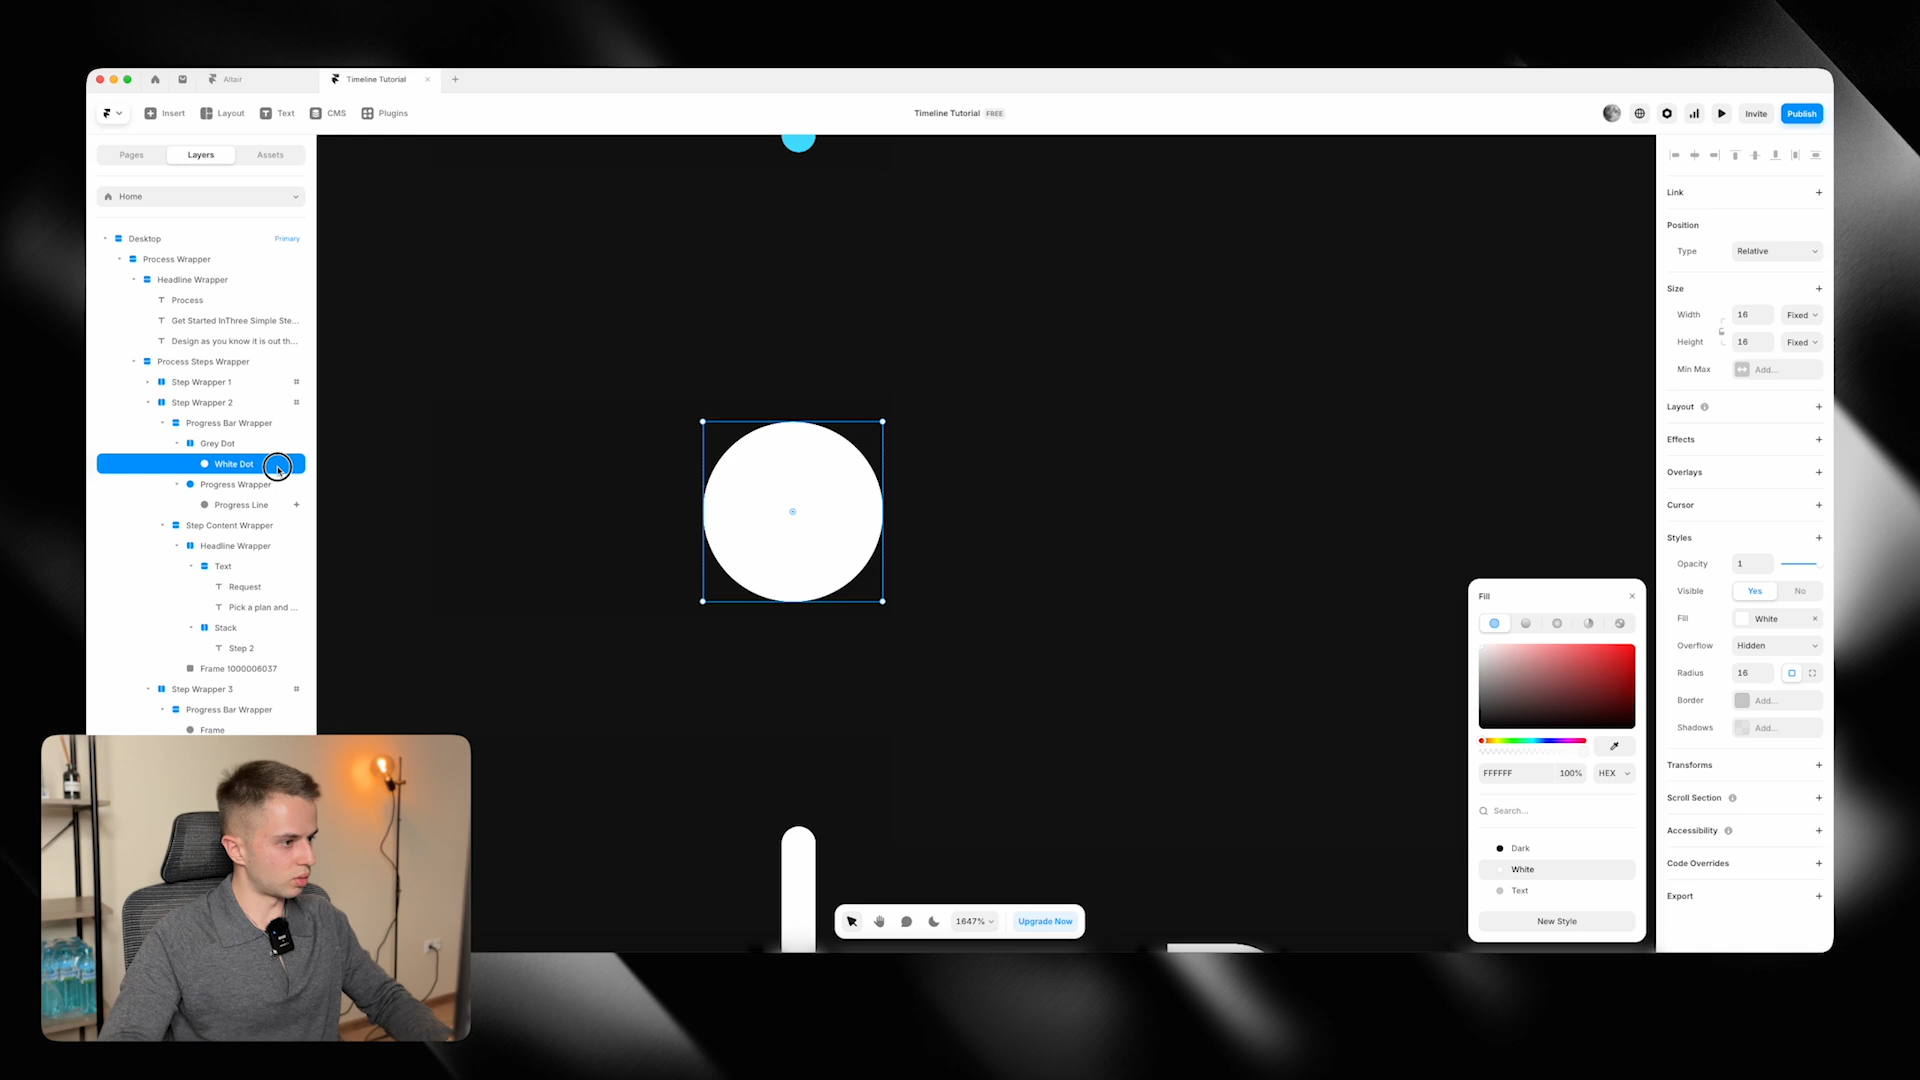 Altair
Timeline Tutorial
Insert
Layout
Text
CMS
Plugins
Timeline Tutorial FREE
Invite
Publish
Pages
Layers
Assets
Home
Desktop
Primary
Process Wrapper
Headline Wrapper
Process
Get Started InThree Simple Ste...
Design as you know it is out th...
Process Steps Wrapper
Step Wrapper 1
Step Wrapper 2
Progress Bar Wrapper
Grey Dot
White Dot
Progress Wrapper
Progress Line
Step Content Wrapper
Headline Wrapper
Text
Request
Pick a plan and ...
Stack
Step 2
Frame 1000006037
Step Wrapper 3
Progress Bar Wrapper
Frame
1647%
Upgrade Now
Fill
FFFFFF
100%
HEX
Search...
Dark
White
Text
New Style
Link
Position
Type
Relative
Size
Width
16
Fixed
Height
16
Fixed
Min Max
Add...
Layout
Effects
Overlays
Cursor
Styles
Opacity
1
Visible
Yes
No
Fill
White
Overflow
Hidden
Radius
16
Border
Add...
Shadows
Add...
Transforms
Scroll Section
Accessibility
Code Overrides
Export